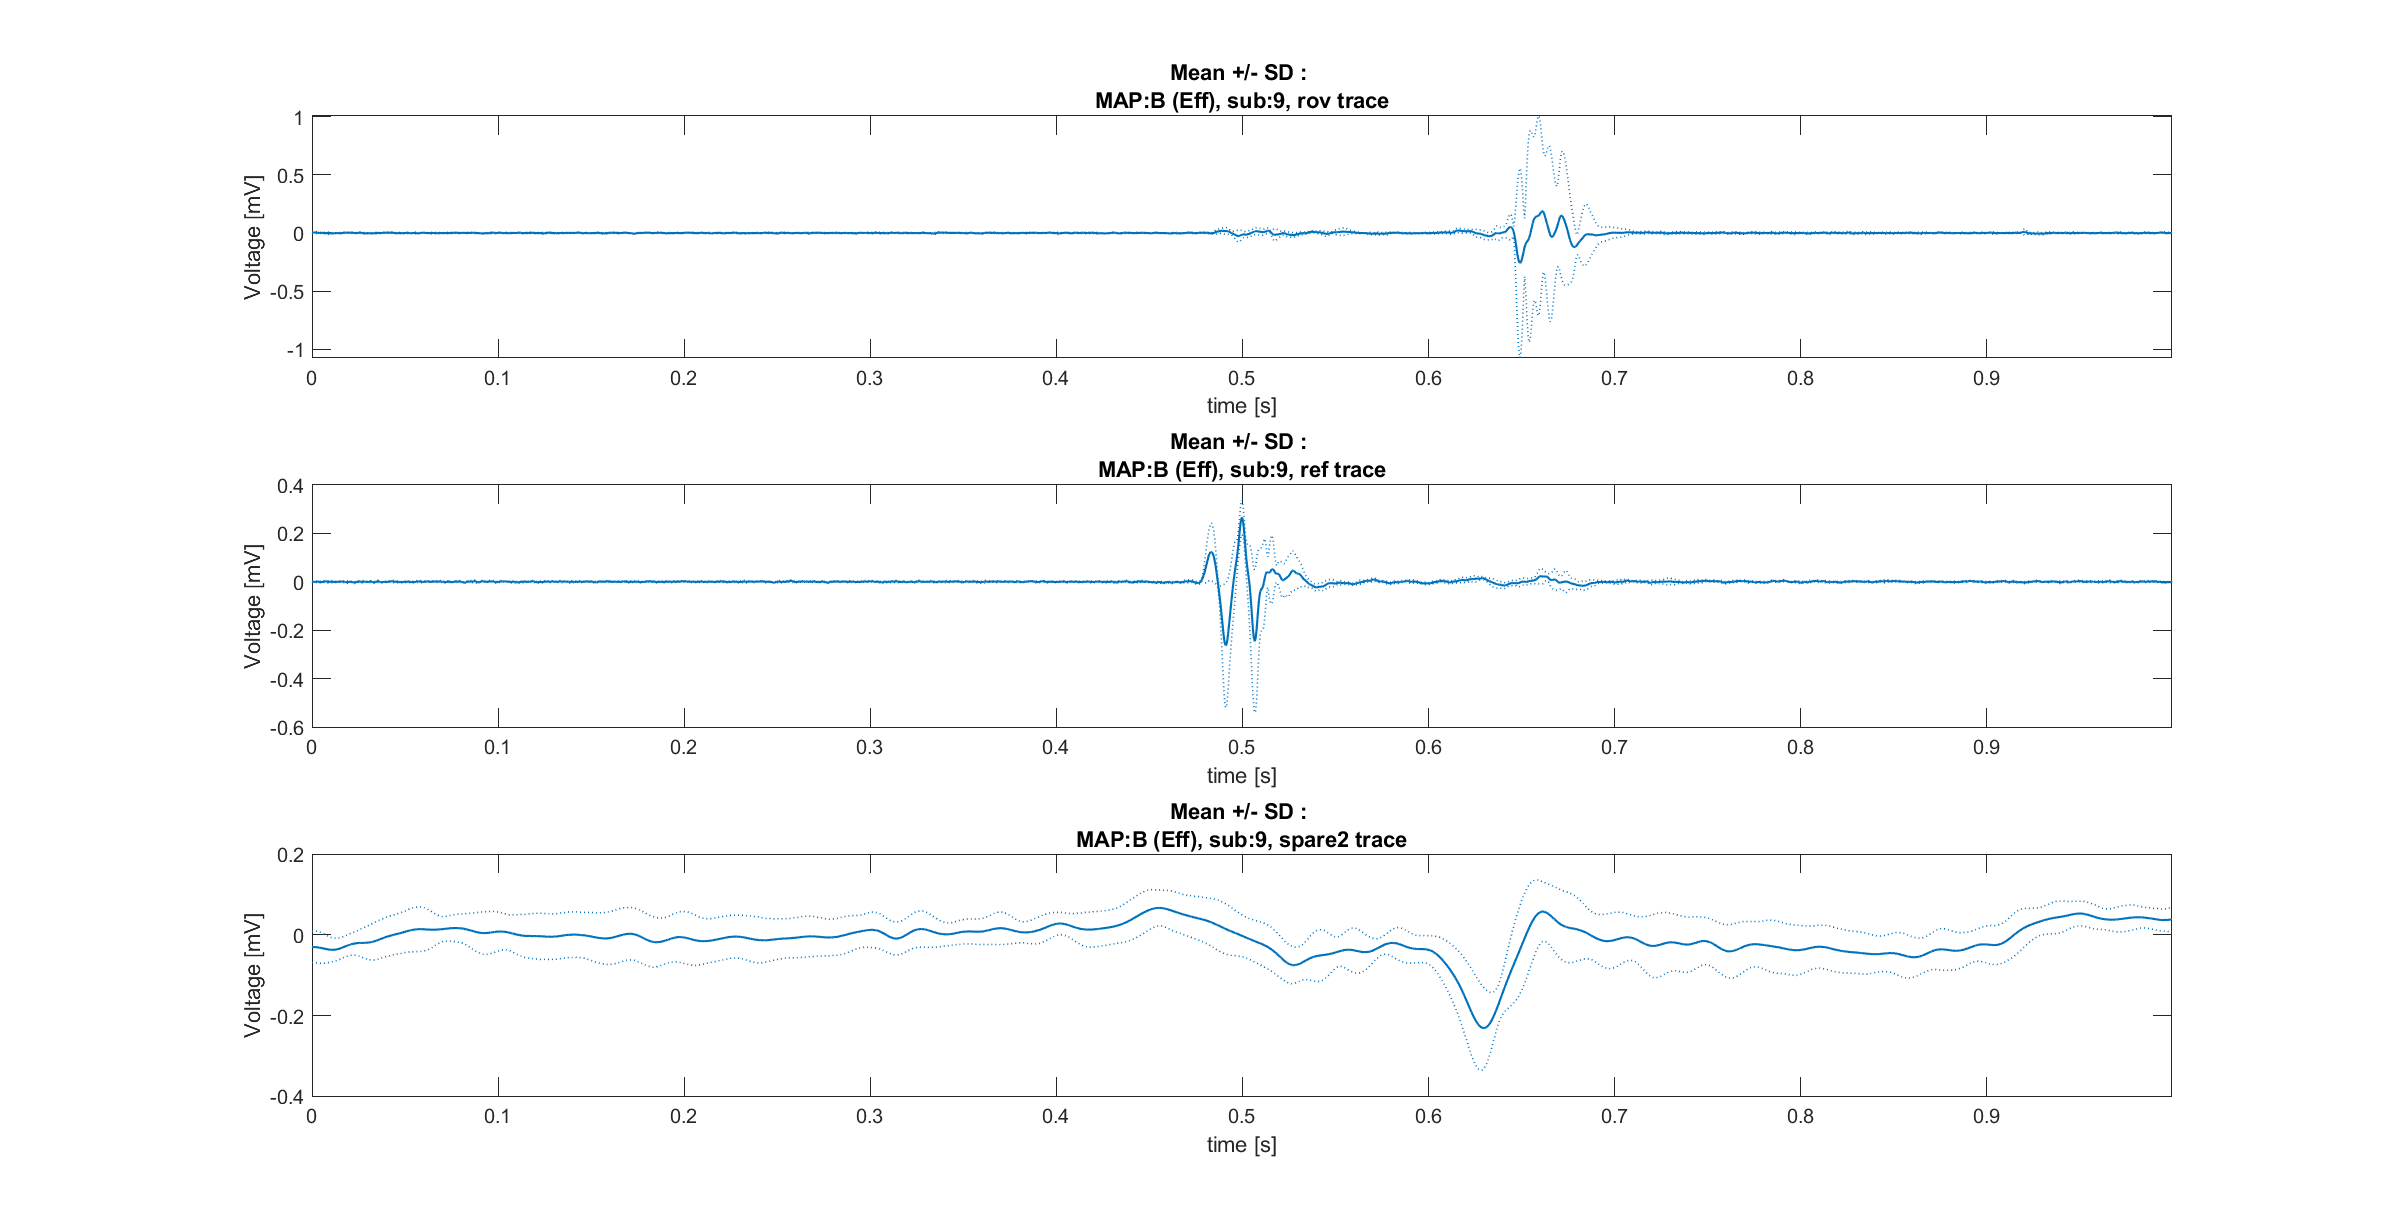 Mean +/- SD :
MAP:B (Eff), sub:9, rov trace
1
0.5
0
-0.5
-1
Voltage [mV]
0 0.1 0.2 0.3 0.4 0.5 0.6 0.7 0.8 0.9
time [s]
Mean +/- SD :
MAP:B (Eff), sub:9, ref trace
0.4
0.2
0
-0.2
-0.4
-0.6
Voltage [mV]
0 0.1 0.2 0.3 0.4 0.5 0.6 0.7 0.8 0.9
time [s]
Mean +/- SD :
MAP:B (Eff), sub:9, spare2 trace
0.2
0
-0.2
-0.4
Voltage [mV]
0 0.1 0.2 0.3 0.4 0.5 0.6 0.7 0.8 0.9
time [s]